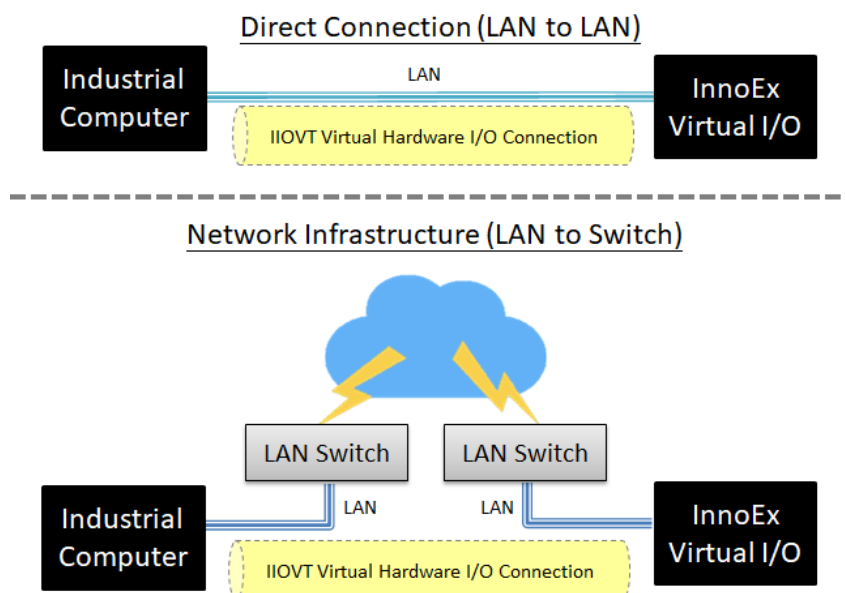 Direct Connection (LAN to LAN)
Industrial
Computer
LAN
IIOVT Virtual Hardware I/O Connection
InnoEx
Virtual I/O
Network Infrastructure (LAN to Switch)
LAN Switch
LAN Switch
Industrial
Computer
LAN
LAN
InnoEx
Virtual I/O
IIOVT Virtual Hardware I/O Connection